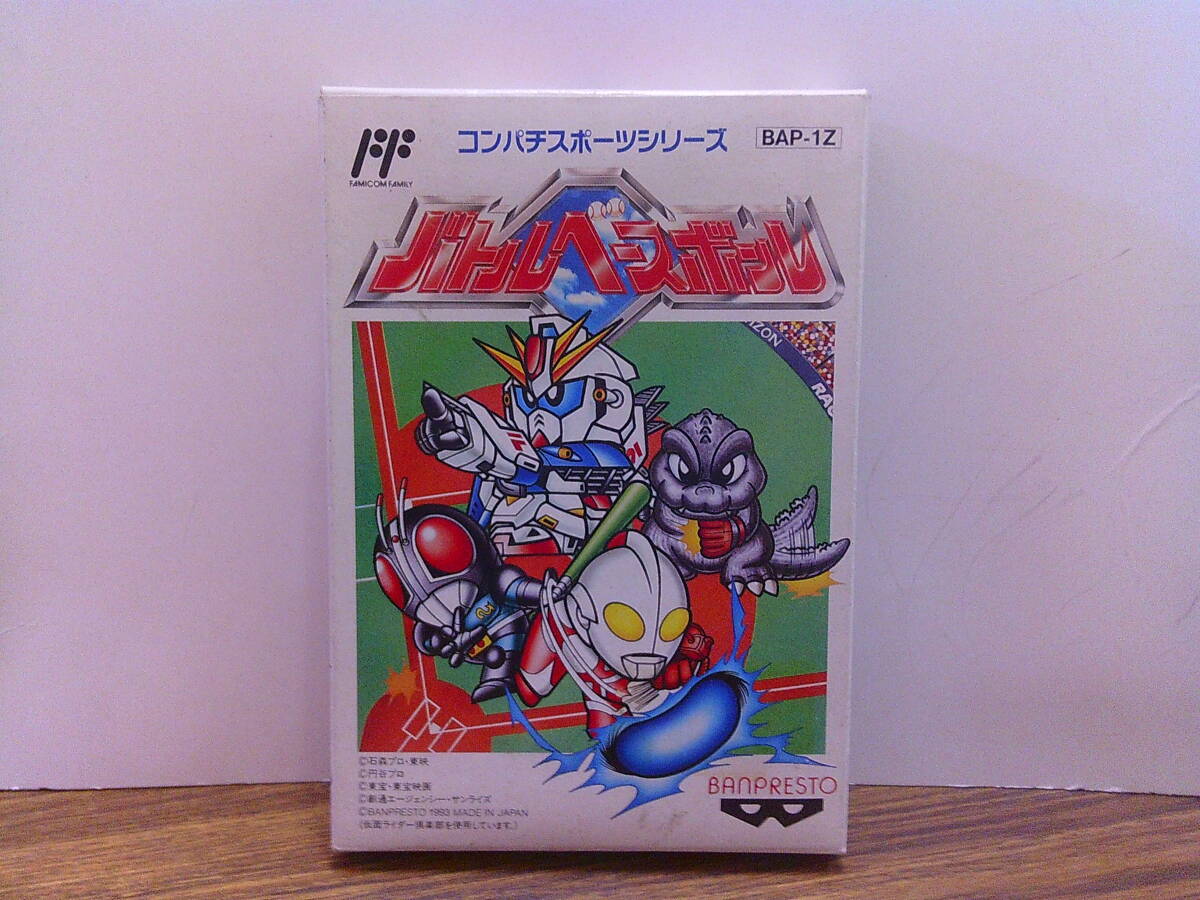 コンパチスポーツシリーズ
BAP-1Z
FAMICOM FAMILY
バトルベースボール
IZON
RAC
F91
©石森プロ・東映
©円谷プロ
©東宝・東宝映画
©創通エージェンシー・サンライズ
©BANPRESTO 1993 MADE IN JAPAN
(仮面ライダー倶楽部を使用しています。)
BANPRESTO